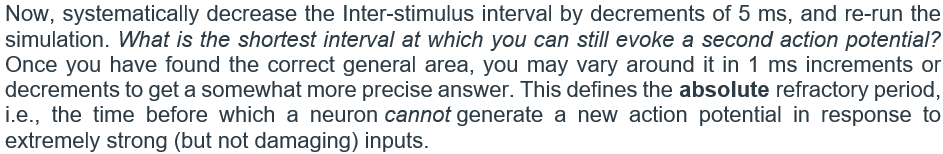 Now, systematically decrease the Inter-stimulus interval by decrements of 5 ms, and re-run the
simulation. What is the shortest interval at which you can still evoke a second action potential?
Once you have found the correct general area, you may vary around it in 1 ms increments or
decrements to get a somewhat more precise answer. This defines the absolute refractory period,
i.e., the time before which a neuron cannot generate a new action potential in response to
extremely strong (but not damaging) inputs.